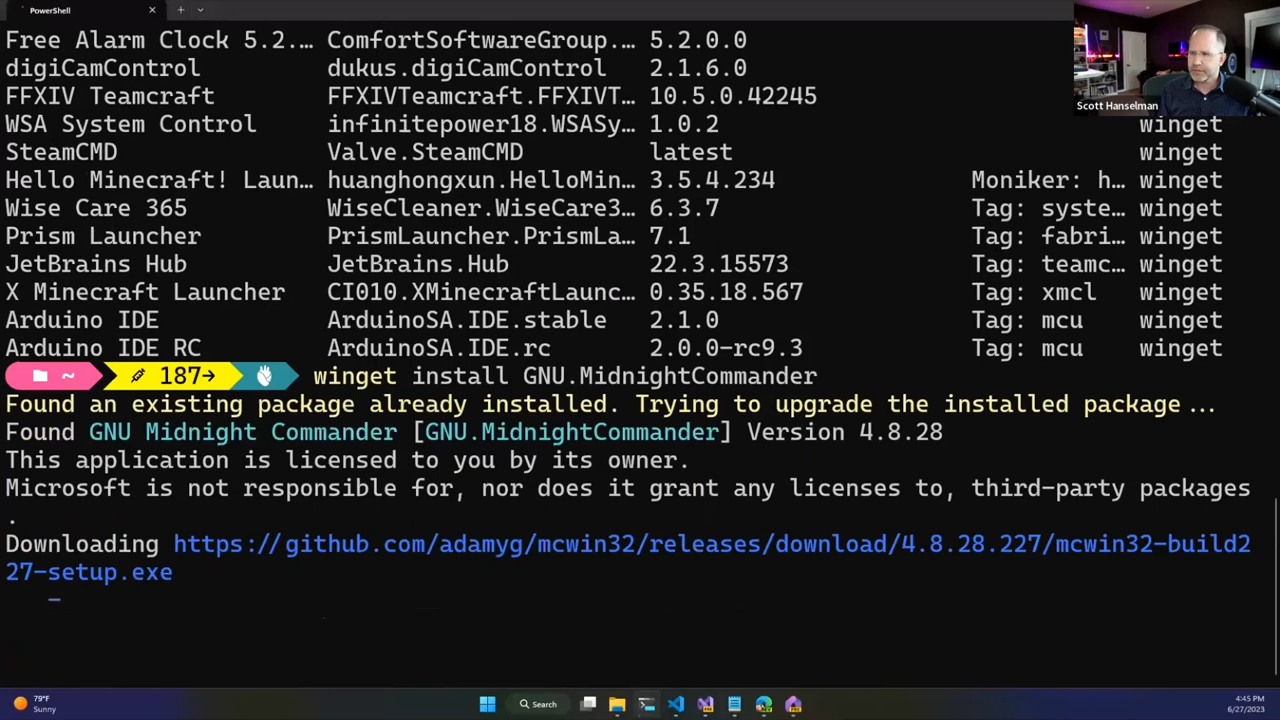 PowerShell
Free Alarm Clock 5.2.… ComfortSoftwareGroup.… 5.2.0.0
Scott Hanselman
digiCamControl dukus.digiCamControl 2.1.6.0
FFXIV Teamcraft FFXIVTeamcraft.FFXIVT… 10.5.0.42245
WSA System Control infinitepower18.WSASy… 1.0.2 winget
SteamCMD Valve.SteamCMD latest winget
Hello Minecraft! Laun… huanghongxun.HelloMin… 3.5.4.234 Moniker: h… winget
Wise Care 365 WiseCleaner.WiseCare3… 6.3.7 Tag: syste… winget
Prism Launcher PrismLauncher.PrismLa… 7.1 Tag: fabri… winget
JetBrains Hub JetBrains.Hub 22.3.15573 Tag: teamc… winget
X Minecraft Launcher CI010.XMinecraftLaunc… 0.35.18.567 Tag: xmcl winget
Arduino IDE ArduinoSA.IDE.stable 2.1.0 Tag: mcu winget
Arduino IDE RC ArduinoSA.IDE.rc 2.0.0-rc9.3 Tag: mcu winget
~ 187→ winget install GNU.MidnightCommander
Found an existing package already installed. Trying to upgrade the installed package...
Found GNU Midnight Commander [GNU.MidnightCommander] Version 4.8.28
This application is licensed to you by its owner.
Microsoft is not responsible for, nor does it grant any licenses to, third-party packages
.
Downloading https://github.com/adamyg/mcwin32/releases/download/4.8.28.227/mcwin32-build2
27-setup.exe
79°F
Sunny
Search
4:45 PM
6/27/2023